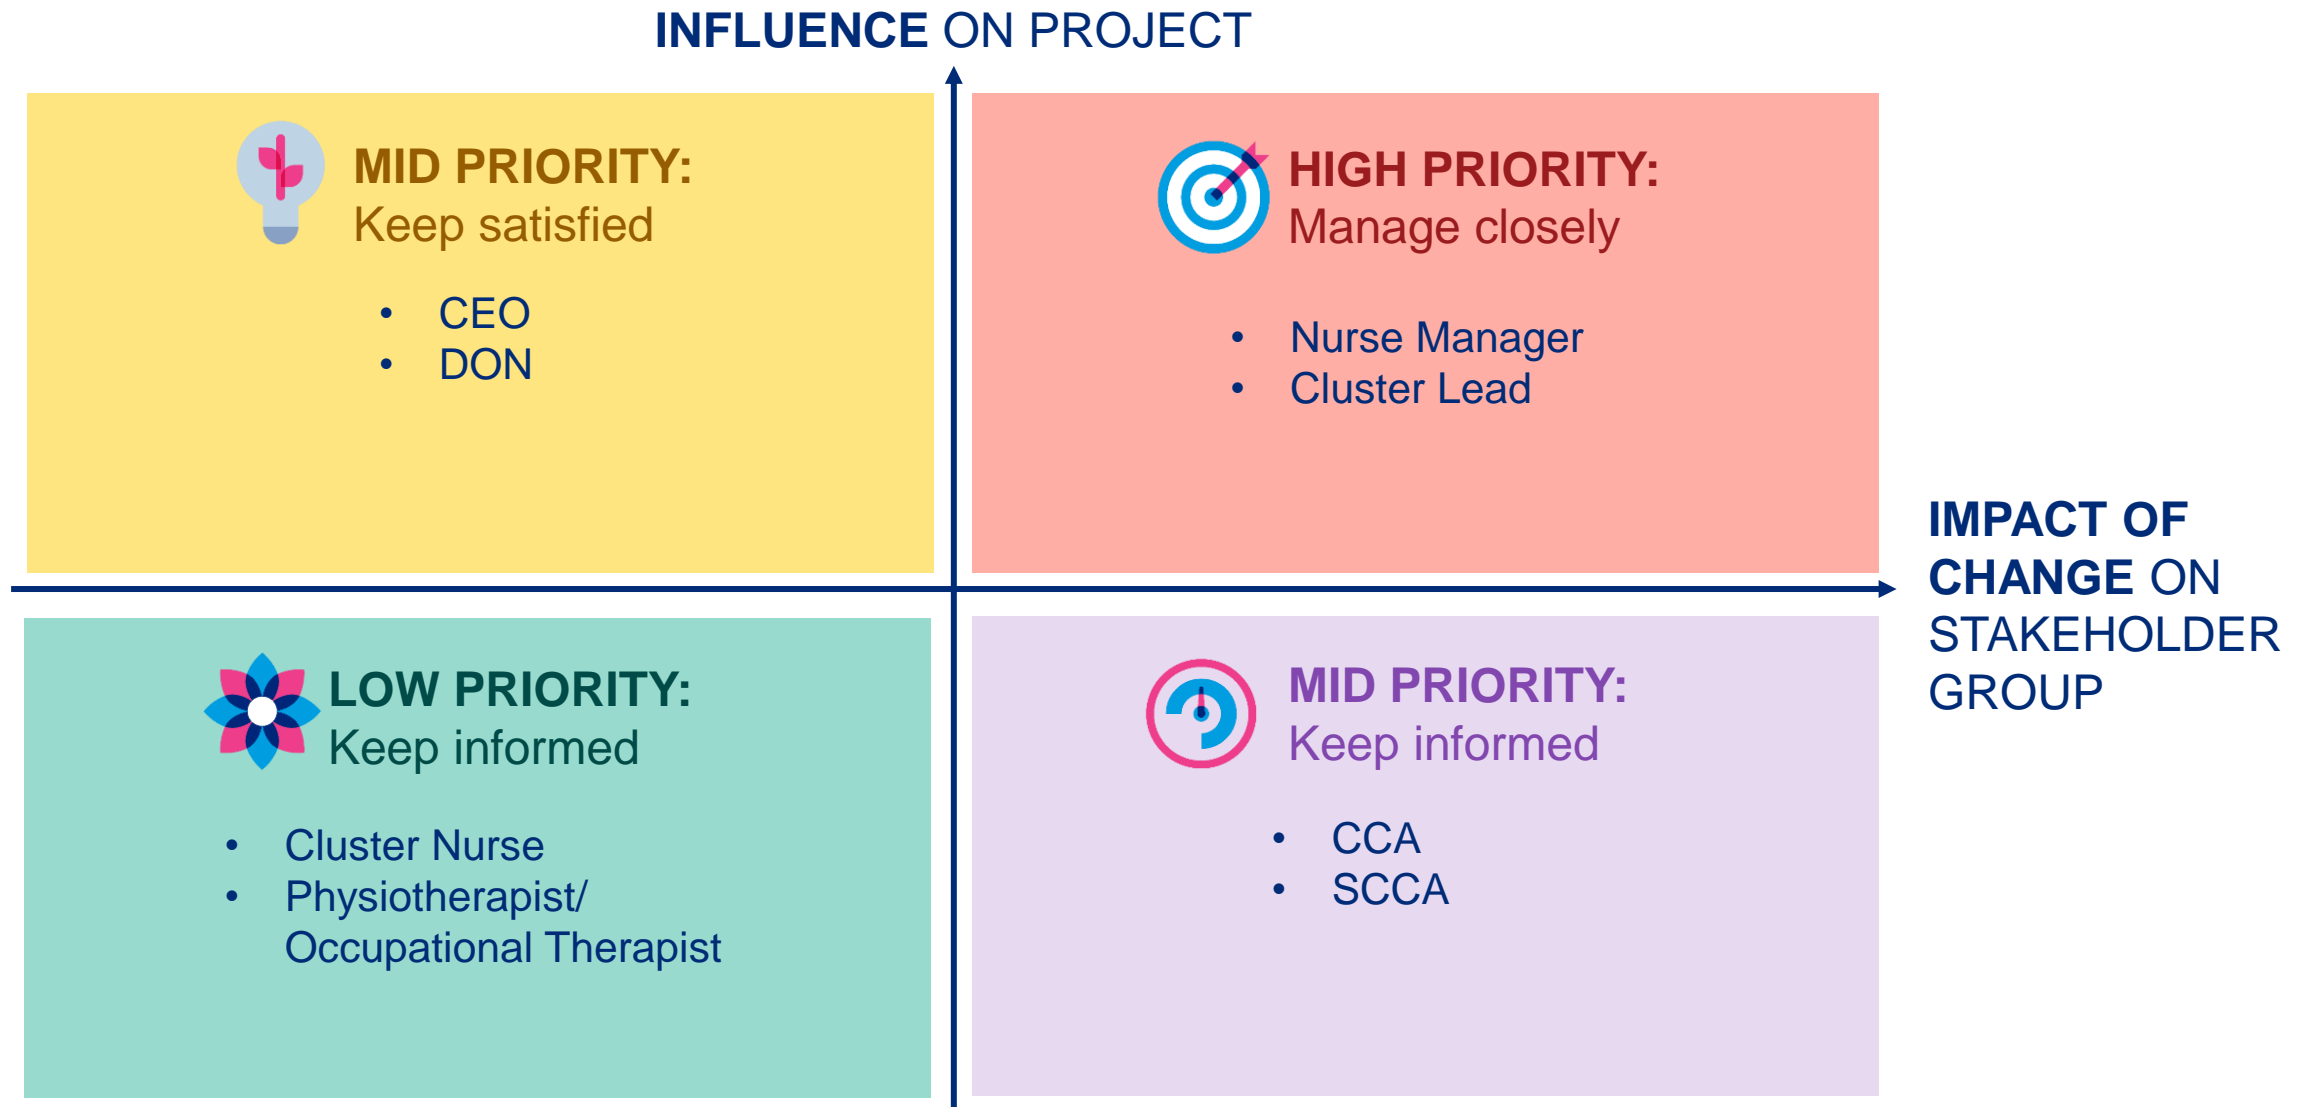 INFLUENCE ON PROJECT
MID PRIORITY:
Keep satisfied
• CEO
• DON
HIGH PRIORITY:
Manage closely
• Nurse Manager
• Cluster Lead
IMPACT OF
CHANGE ON
STAKEHOLDER
GROUP
LOW PRIORITY:
Keep informed
• Cluster Nurse
• Physiotherapist/
Occupational Therapist
MID PRIORITY:
Keep informed
• CCA
• SCCA